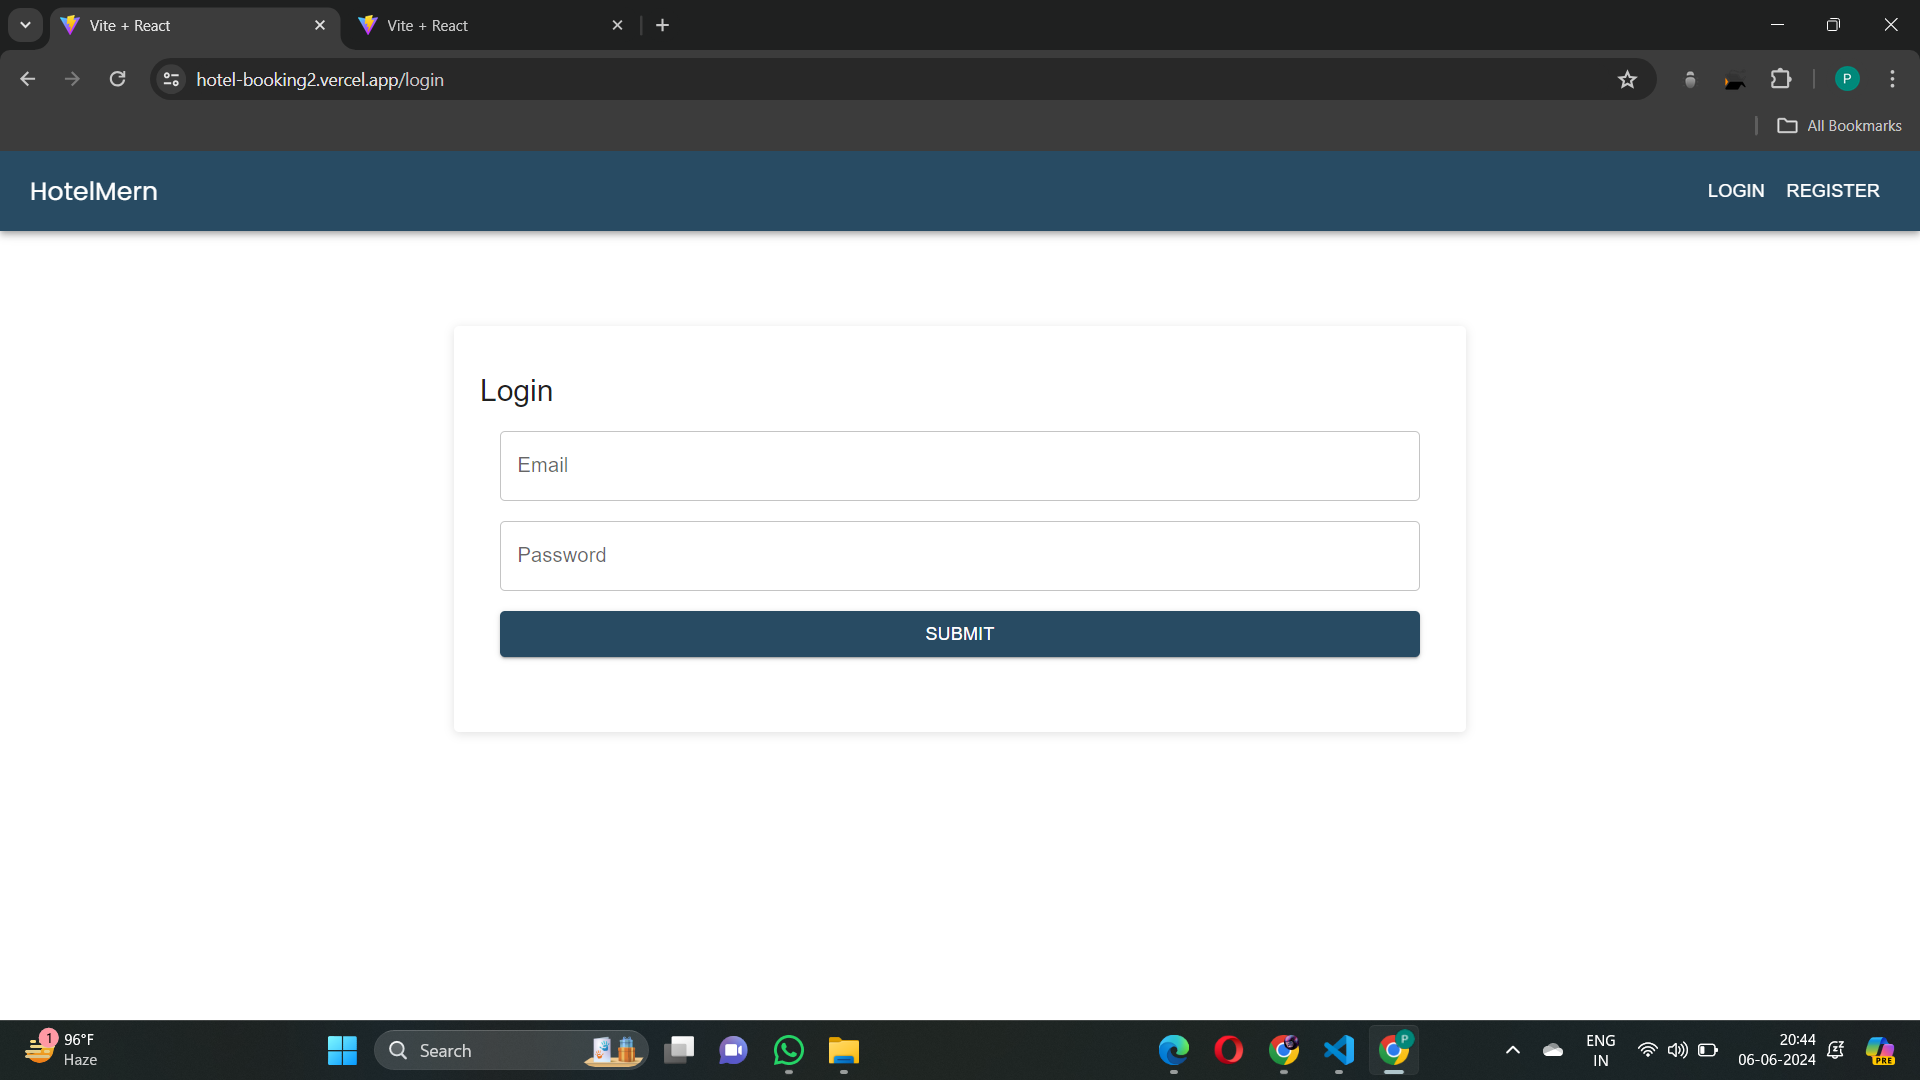 Vite + React
Vite + React
hotel-booking2.vercel.app/login
P
All Bookmarks
HotelMern
LOGIN REGISTER
Login
Email
Password
SUBMIT
1
96°F
Haze
Search
P
ENG
IN
20:44
06-06-2024
PRE